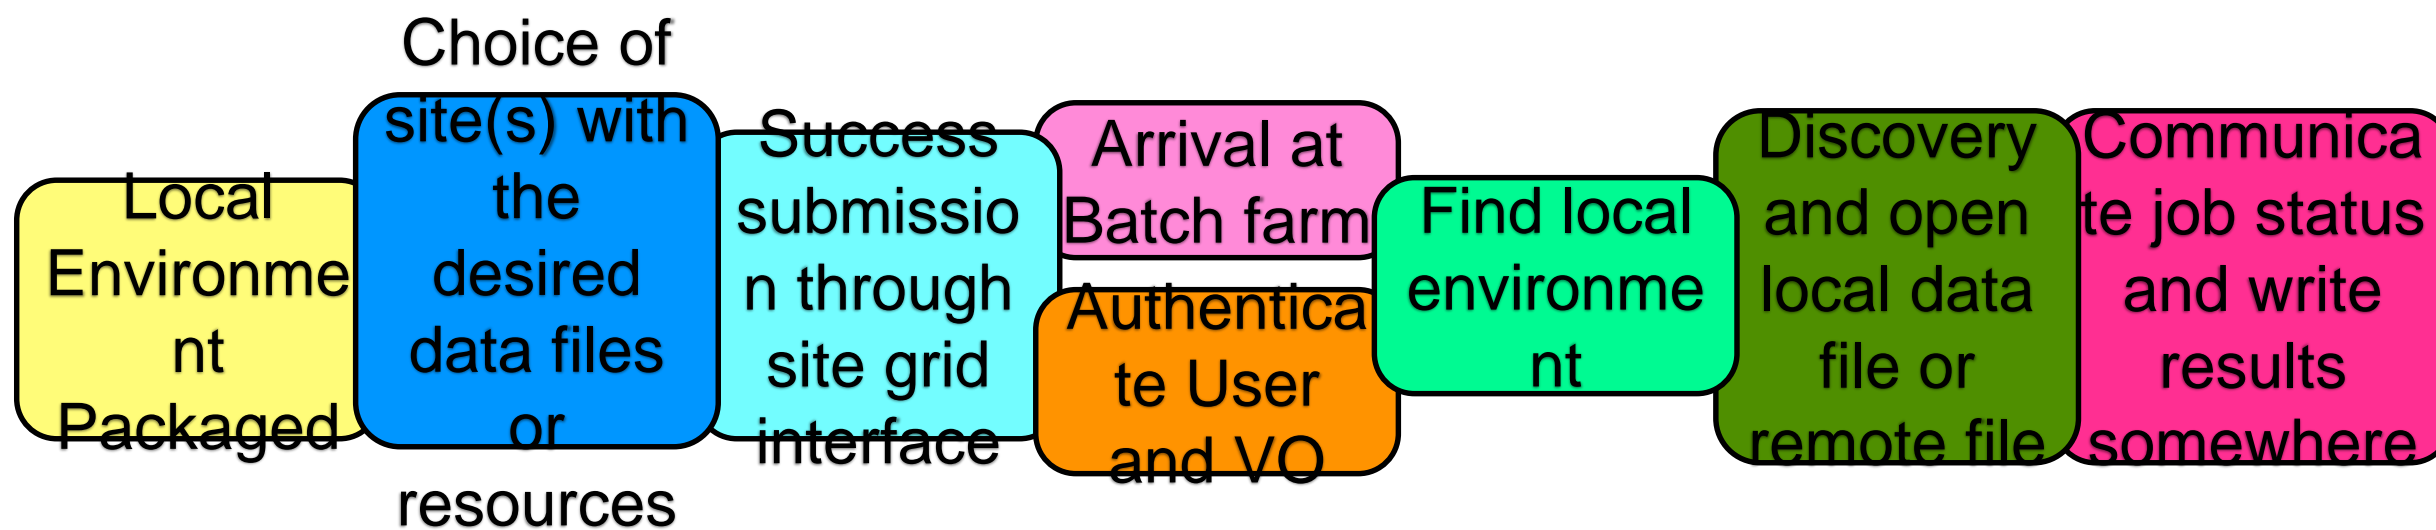 Local
Environme
nt
Packaged
Choice of
site(s) with
the
desired
data files
or
resources
Success
submissio
n through
site grid
interface
Arrival at
Batch farm
Authentica
te User
and VO
Find local
environme
nt
Discovery
and open
local data
file or
remote file
Communica
te job status
and write
results
somewhere